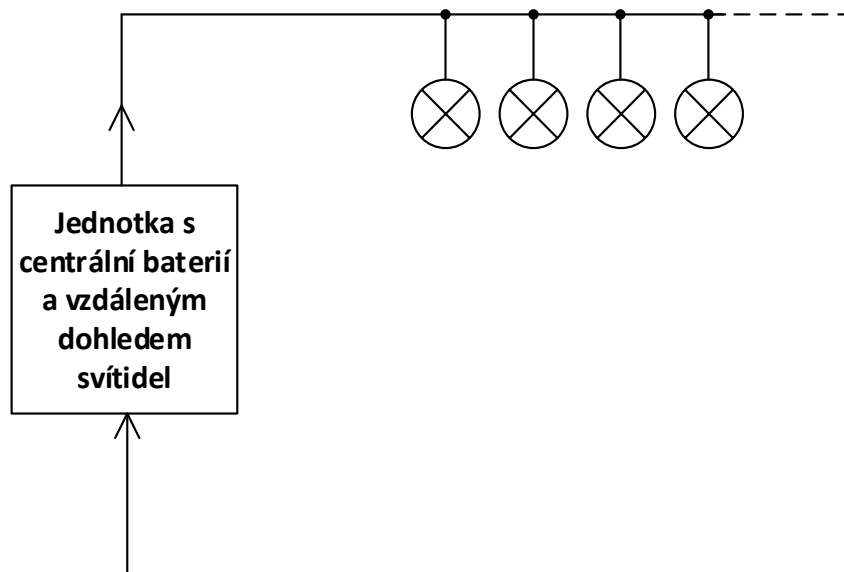 Jednotka s
centrální baterií
a vzdáleným
dohledem
svítidel